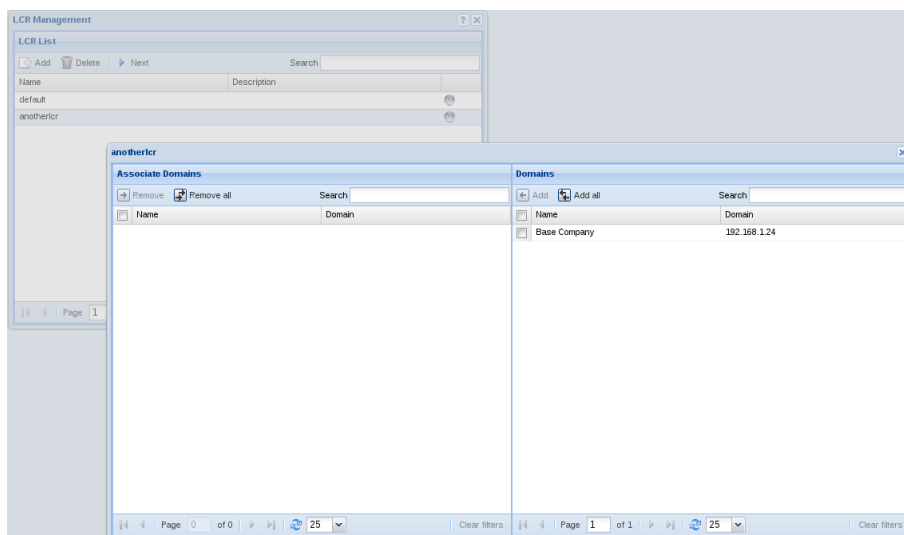 LCR Management
LCR List
Add Delete Next Search
Name Description
default
anotherlcr
Page 1
anotherlcr
Associate Domains
Remove Remove all Search
Name Domain
Page 0 of 0 25 Clear filters
Domains
Add Add all Search
Name Domain
Base Company 192.168.1.24
Page 1 of 1 25 Clear filters